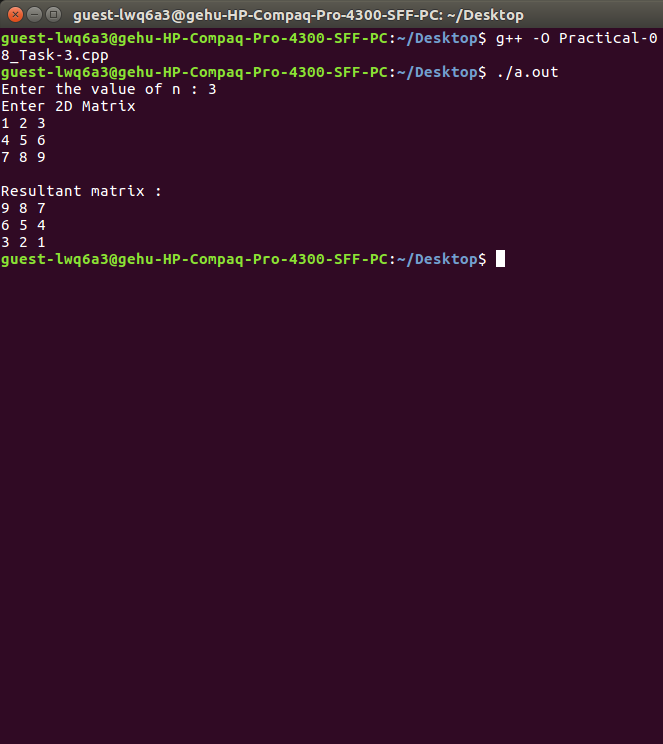 guest-lwq6a3@gehu-HP-Compaq-Pro-4300-SFF-PC: ~/Desktop
guest-lwq6a3@gehu-HP-Compaq-Pro-4300-SFF-PC:~/Desktop$ g++ -O Practical-0
8_Task-3.cpp
guest-lwq6a3@gehu-HP-Compaq-Pro-4300-SFF-PC:~/Desktop$ ./a.out
Enter the value of n : 3
Enter 2D Matrix
1 2 3
4 5 6
7 8 9
Resultant matrix :
9 8 7
6 5 4
3 2 1
guest-lwq6a3@gehu-HP-Compaq-Pro-4300-SFF-PC:~/Desktop$